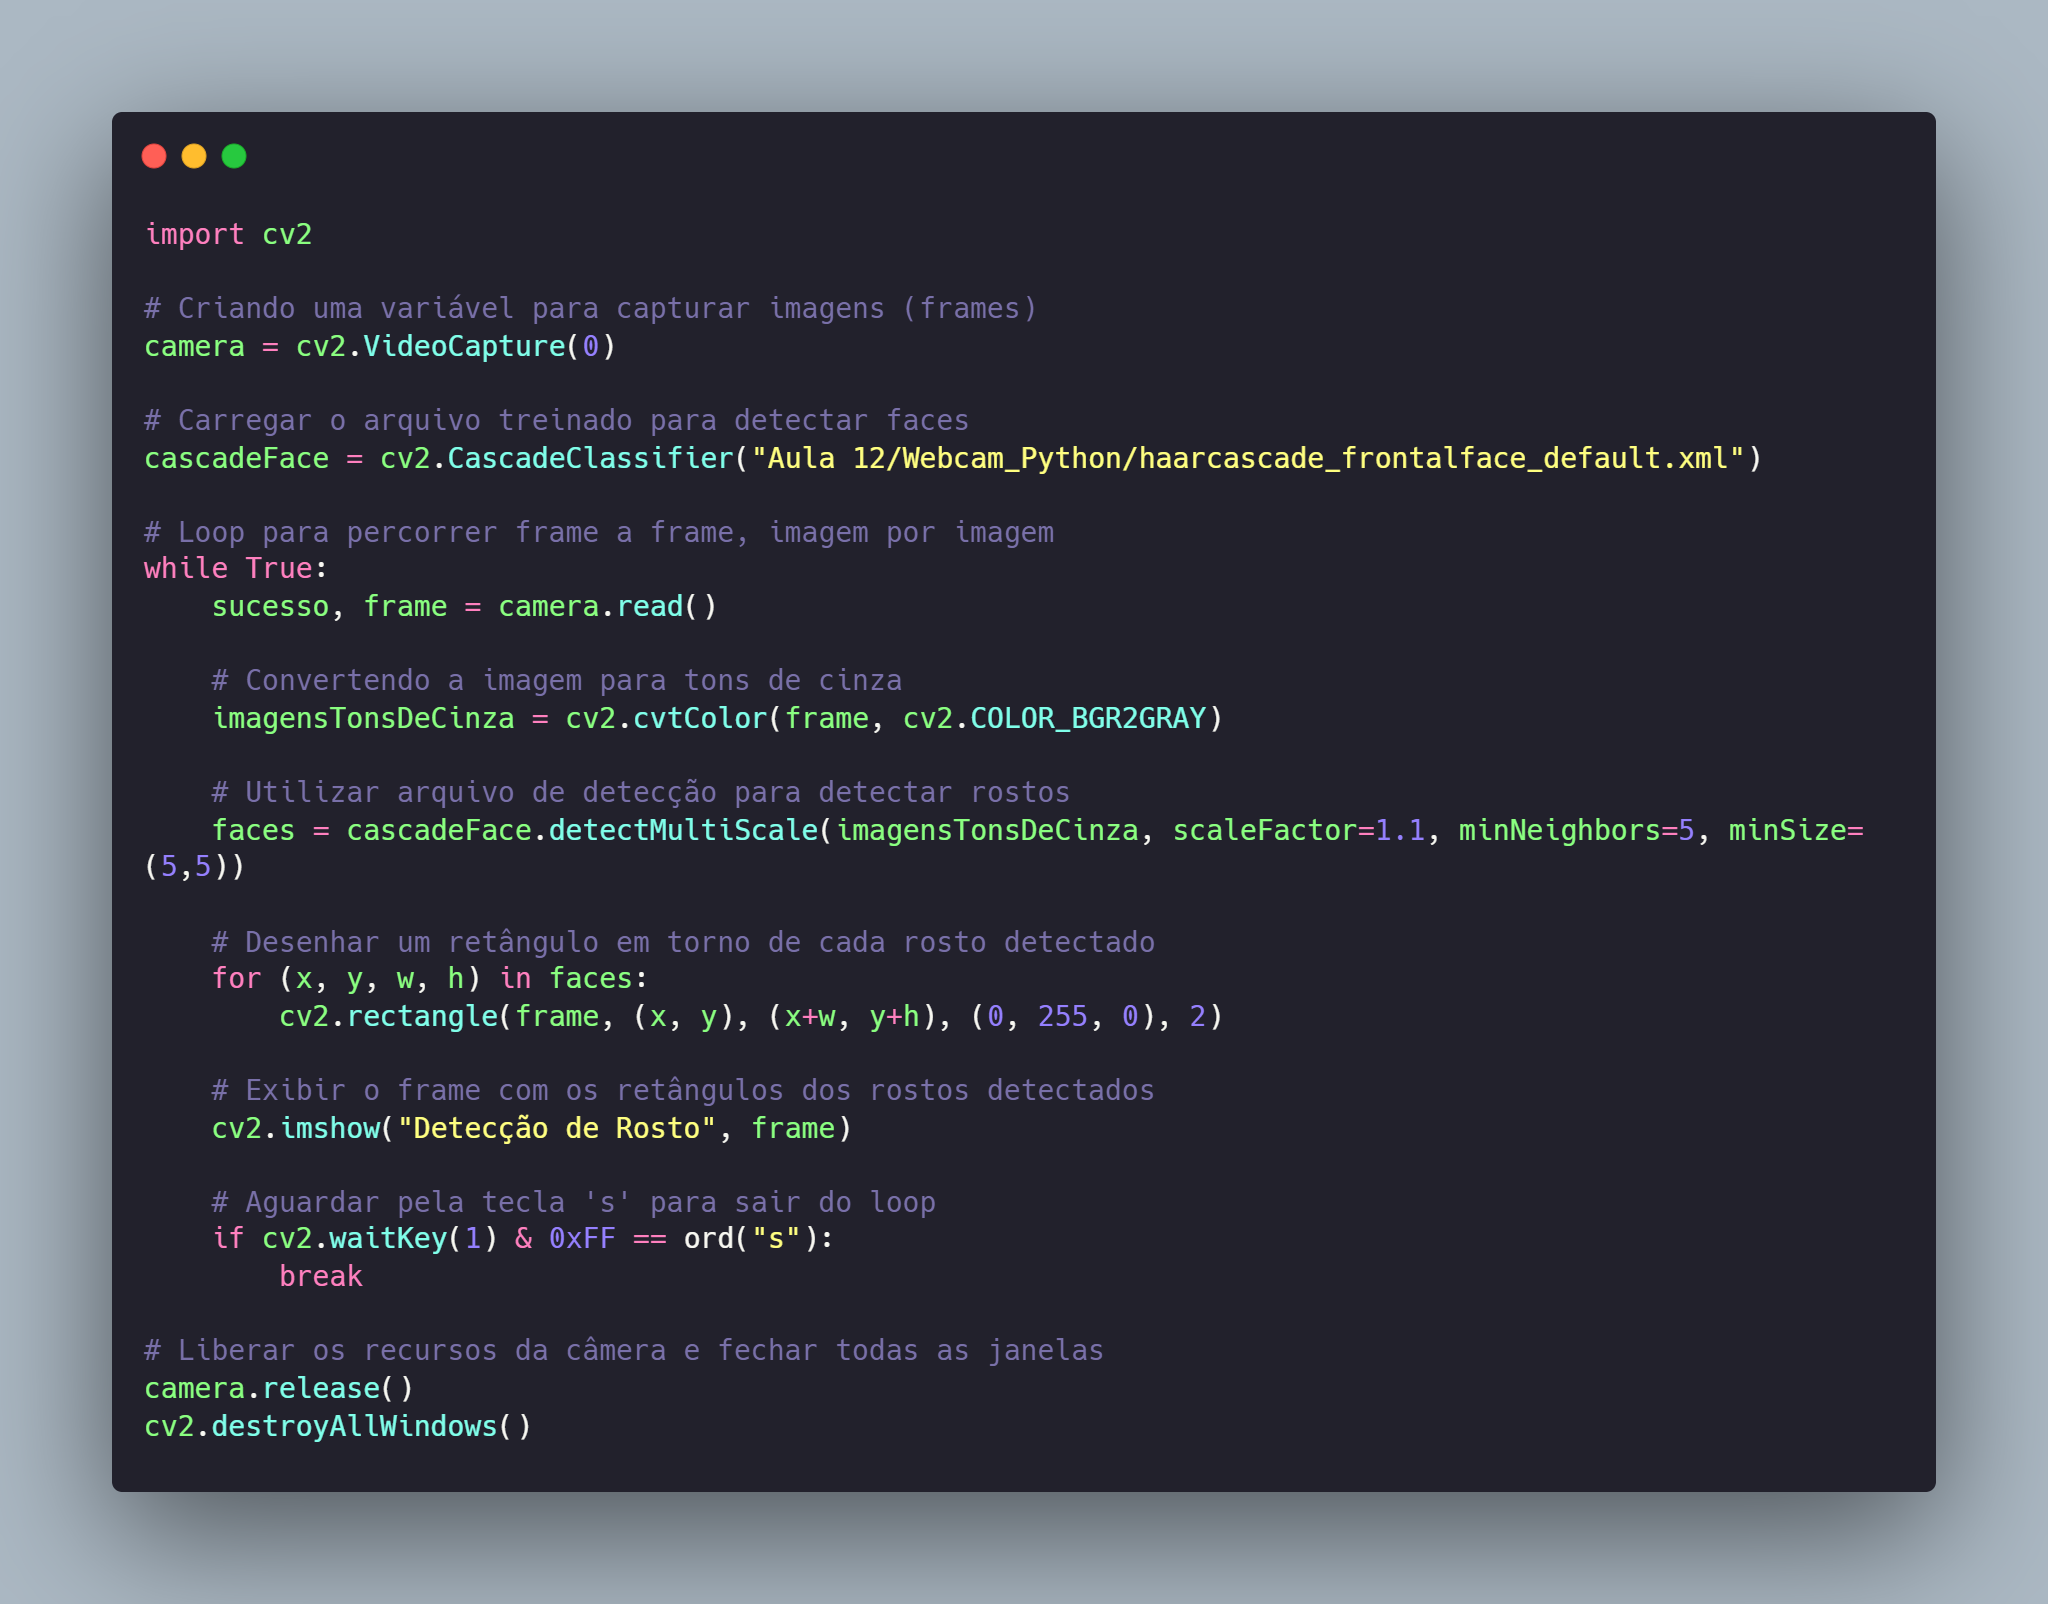 import cv2
# Criando uma variável para capturar imagens (frames)
camera = cv2.VideoCapture(0)
# Carregar o arquivo treinado para detectar faces
cascadeFace = cv2.CascadeClassifier("Aula 12/Webcam_Python/haarcascade_frontalface_default.xml")
# Loop para percorrer frame a frame, imagem por imagem
while True:
    sucesso, frame = camera.read()
    # Convertendo a imagem para tons de cinza
    imagensTonsDeCinza = cv2.cvtColor(frame, cv2.COLOR_BGR2GRAY)
    # Utilizar arquivo de detecção para detectar rostos
    faces = cascadeFace.detectMultiScale(imagensTonsDeCinza, scaleFactor=1.1, minNeighbors=5, minSize=
(5,5))
    # Desenhar um retângulo em torno de cada rosto detectado
    for (x, y, w, h) in faces:
        cv2.rectangle(frame, (x, y), (x+w, y+h), (0, 255, 0), 2)
    # Exibir o frame com os retângulos dos rostos detectados
    cv2.imshow("Detecção de Rosto", frame)
    # Aguardar pela tecla 's' para sair do loop
    if cv2.waitKey(1) & 0xFF == ord("s"):
        break
# Liberar os recursos da câmera e fechar todas as janelas
camera.release()
cv2.destroyAllWindows()